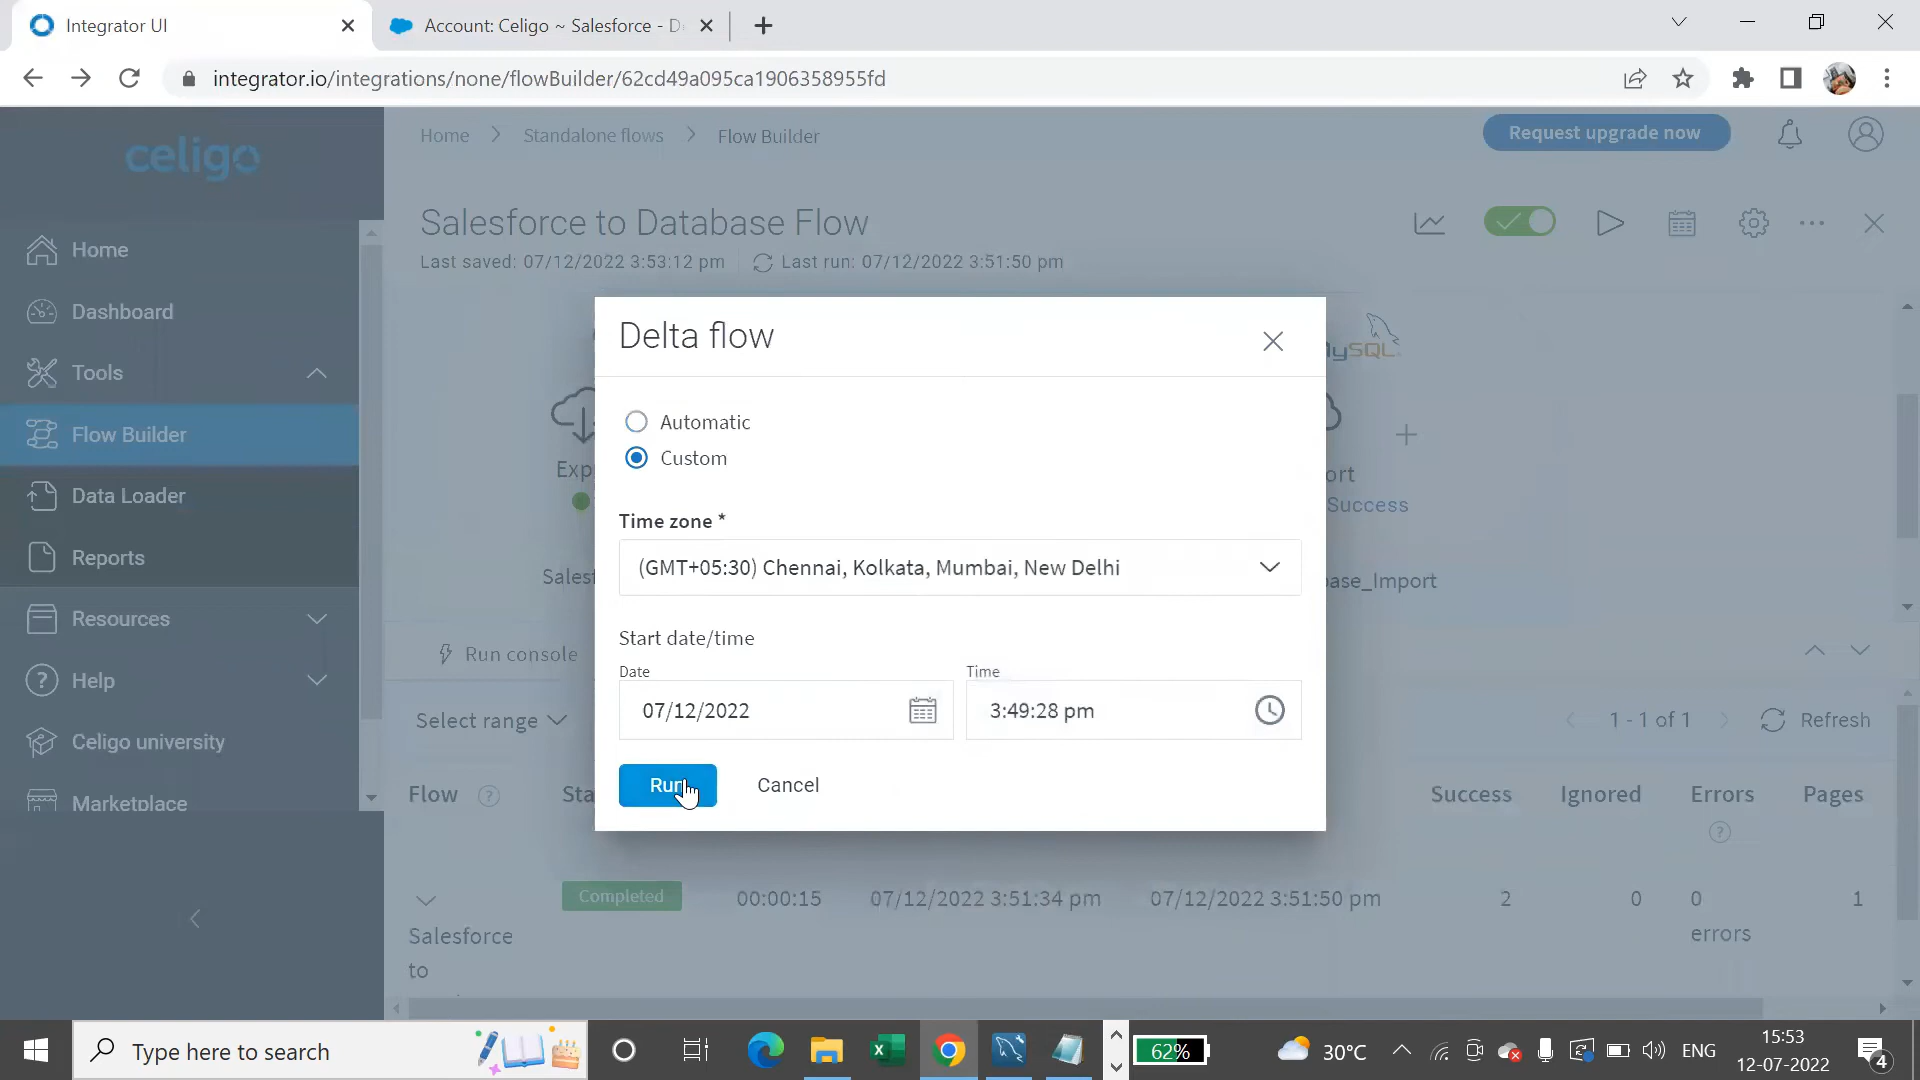 Integrator UI
Account: Celigo ~ Salesforce - D
integrator.io/integrations/none/flowBuilder/62cd49a095ca1906358955fd
celigo
Home
Dashboard
Tools
Flow Builder
Data Loader
Reports
Resources
Help
Celigo university
Marketplace
Home > Standalone flows > Flow Builder
Request upgrade now
Salesforce to Database Flow
Last saved: 07/12/2022 3:53:12 pm
Last run: 07/12/2022 3:51:50 pm
Delta flow
Automatic
Custom
Time zone *
(GMT+05:30) Chennai, Kolkata, Mumbai, New Delhi
Start date/time
Date
Time
07/12/2022
3:49:28 pm
Run
Cancel
MySQL
Success
Run console
Select range
1 - 1 of 1
Refresh
Flow
Success
Ignored
Errors
Pages
Salesforce
to
Completed
00:00:15
07/12/2022 3:51:34 pm
07/12/2022 3:51:50 pm
2
0
0
errors
1
Type here to search
62%
30°C
ENG
15:53
12-07-2022
4